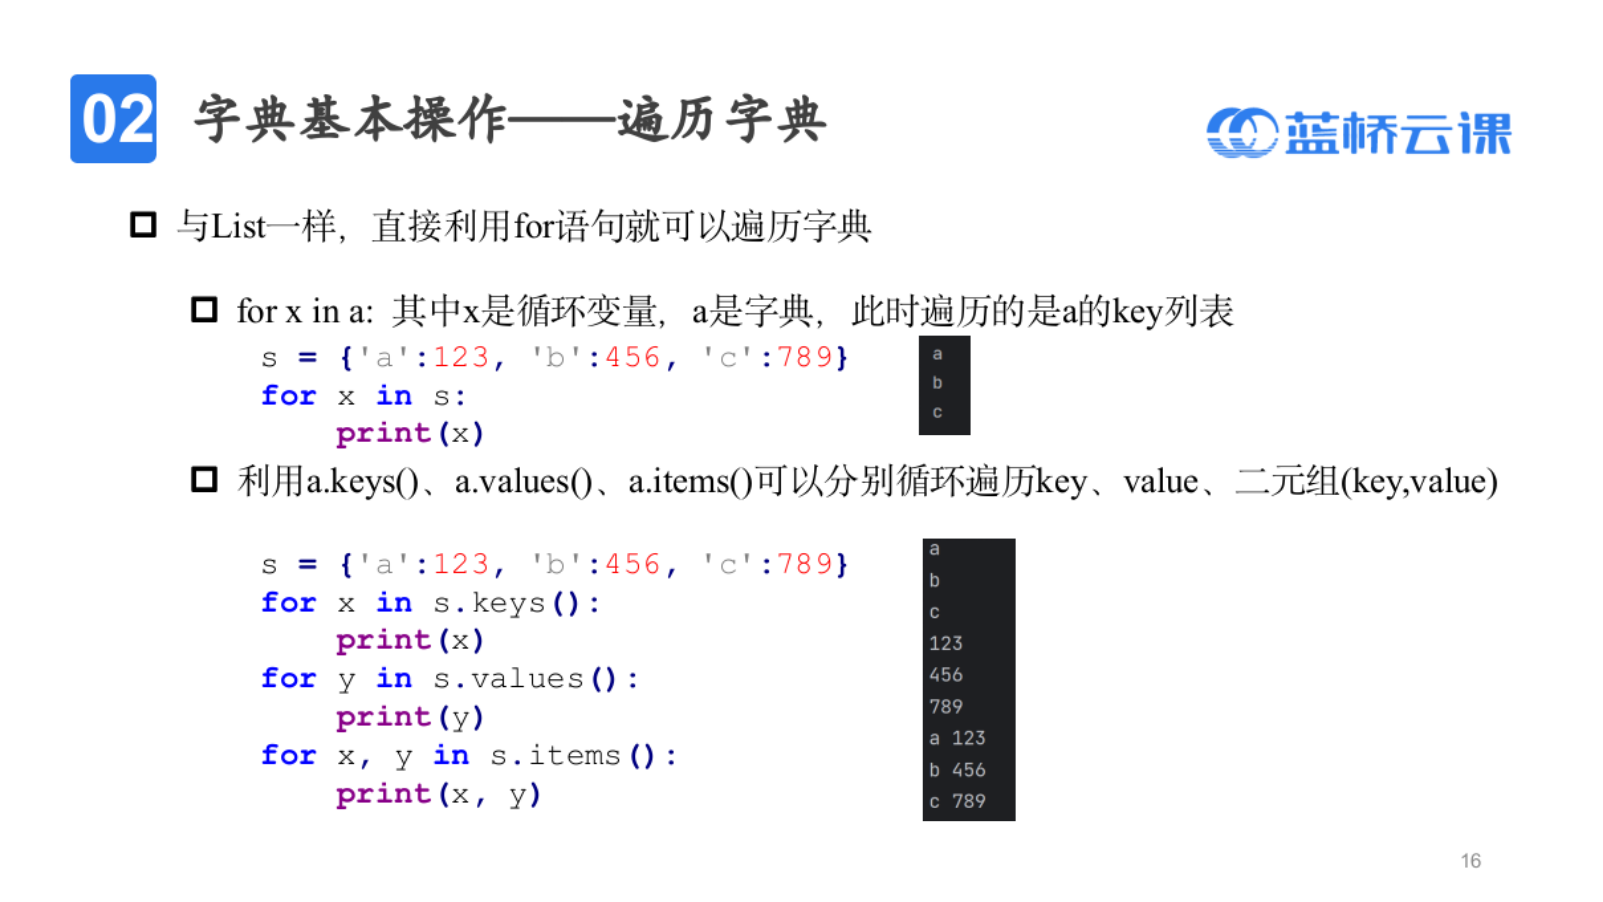 02 字典基本操作——遍历字典
蓝桥云课
与List一样，直接利用for语句就可以遍历字典
for x in a: 其中x是循环变量，a是字典，此时遍历的是a的key列表
s = {'a':123, 'b':456, 'c':789}
for x in s:
    print(x)
a
b
c
利用a.keys()、a.values()、a.items()可以分别循环遍历key、value、二元组(key,value)
s = {'a':123, 'b':456, 'c':789}
for x in s.keys():
    print(x)
for y in s.values():
    print(y)
for x, y in s.items():
    print(x, y)
a
b
c
123
456
789
a 123
b 456
c 789
16